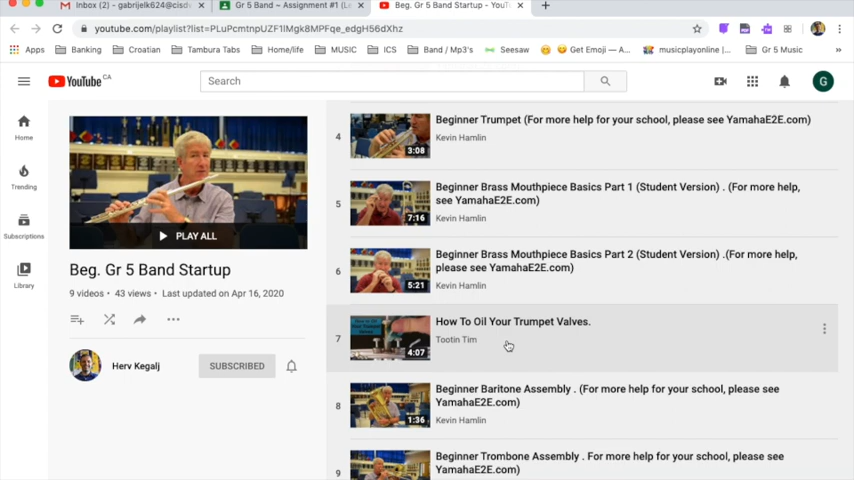 Inbox (2) - gabrijelk624@cisdv
Gr 5 Band – Assignment #1 (Le
Beg. Gr 5 Band Startup - YouT
youtube.com/playlist?list=PLuPcmtnpUZF1IMgk8MPFqe_edgH56dXhz
Apps
Banking
Croatian
Tambura Tabs
Home/life
MUSIC
ICS
Band / Mp3's
Seesaw
Get Emoji — A...
musicplayonline |...
Gr 5 Music
»
YouTube CA
Search
G
Home
Trending
Subscriptions
Library
PLAY ALL
Beg. Gr 5 Band Startup
9 videos • 43 views • Last updated on Apr 16, 2020
Herv Kegalj
SUBSCRIBED
4
3:08
Beginner Trumpet (For more help for your school, please see YamahaE2E.com)
Kevin Hamlin
5
7:16
Beginner Brass Mouthpiece Basics Part 1 (Student Version) . (For more help,
see YamahaE2E.com)
Kevin Hamlin
6
5:21
Beginner Brass Mouthpiece Basics Part 2 (Student Version) .(For more help,
please see YamahaE2E.com)
Kevin Hamlin
7
4:07
How To Oil Your Trumpet Valves.
Tootin Tim
8
1:36
Beginner Baritone Assembly . (For more help for your school, please see
YamahaE2E.com)
Kevin Hamlin
9
Beginner Trombone Assembly . For more help for your school, please see
YamahaE2E.com)